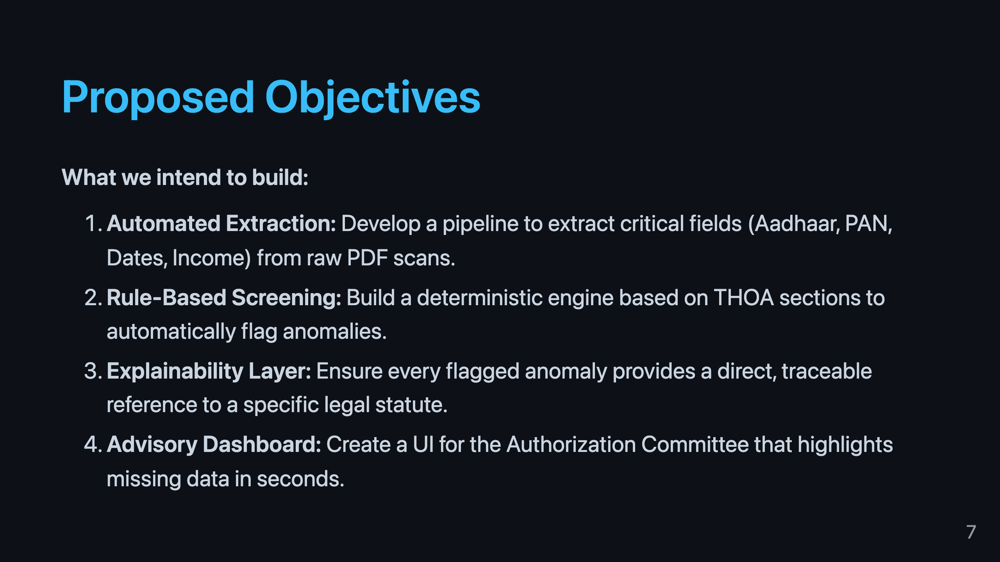 Proposed Objectives
What we intend to build:
1. Automated Extraction: Develop a pipeline to extract critical fields (Aadhaar, PAN,
Dates, Income) from raw PDF scans.
2. Rule-Based Screening: Build a deterministic engine based on THOA sections to
automatically flag anomalies.
3. Explainability Layer: Ensure every flagged anomaly provides a direct, traceable
reference to a specific legal statute.
4. Advisory Dashboard: Create a UI for the Authorization Committee that highlights
missing data in seconds.
7